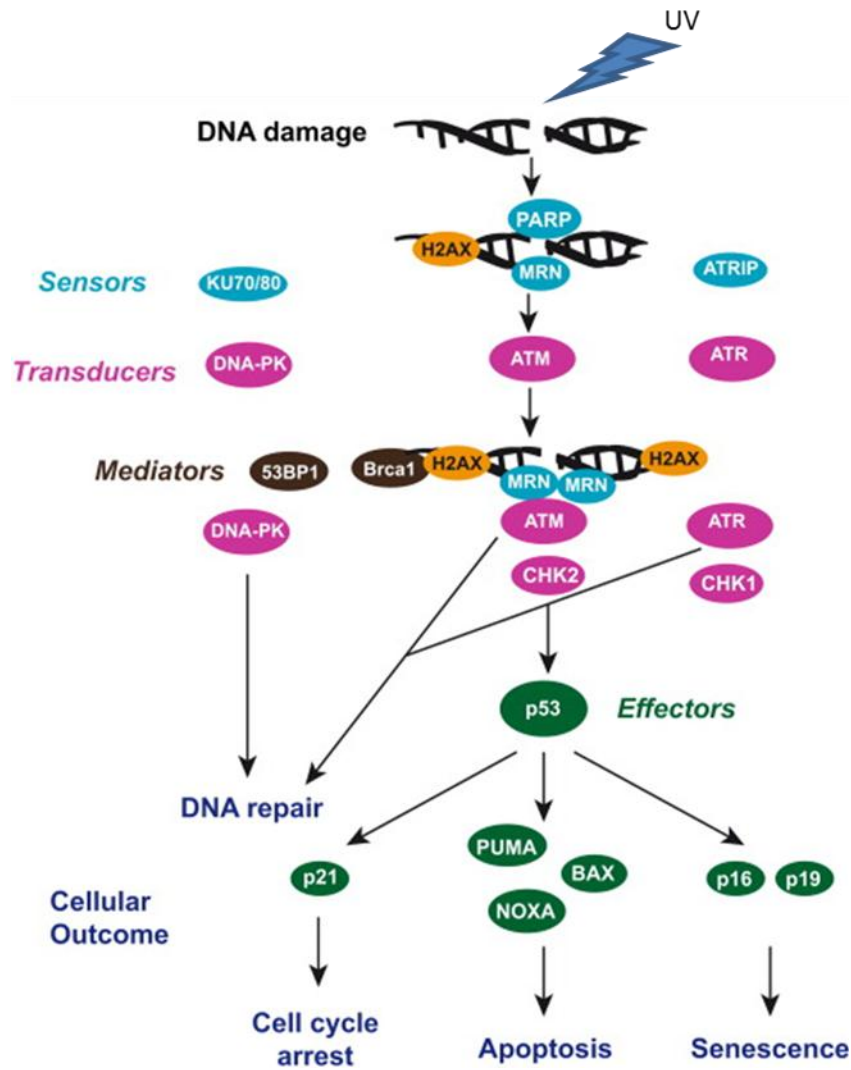 UV
DNA damage
PARP
H2AX
MRN
Sensors
KU70/80
ATRIP
Transducers
DNA-PK
ATM
ATR
Mediators
53BP1
Brca1
H2AX
H2AX
MRN
MRN
DNA-PK
ATM
ATR
CHK2
CHK1
p53
Effectors
DNA repair
PUMA
BAX
NOXA
p21
p16
p19
Cellular
Outcome
Cell cycle
arrest
Apoptosis
Senescence